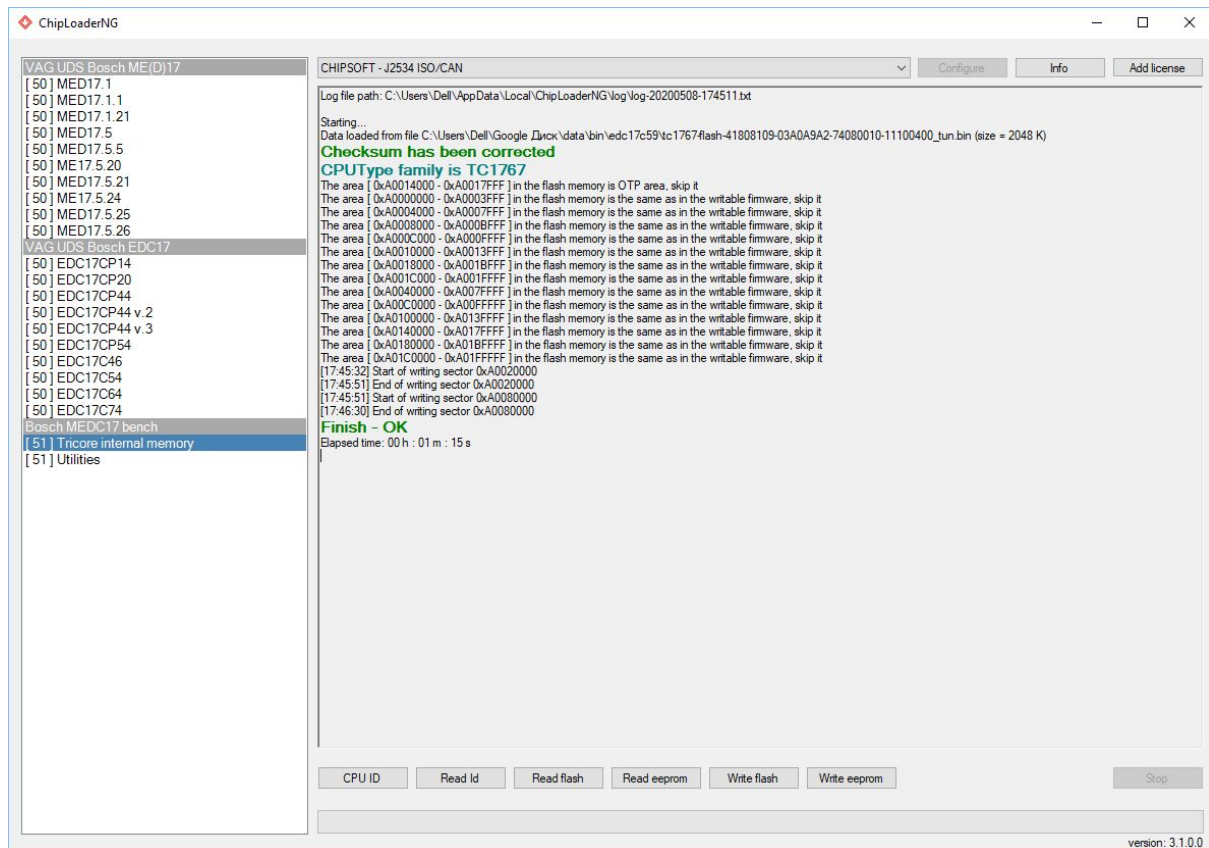 ChipLoaderNG
VAG UDS Bosch ME(D)17
[ 50 ] MED17.1
[ 50 ] MED17.1.1
[ 50 ] MED17.1.21
[ 50 ] MED17.5
[ 50 ] MED17.5.5
[ 50 ] ME17.5.20
[ 50 ] MED17.5.21
[ 50 ] ME17.5.24
[ 50 ] MED17.5.25
[ 50 ] MED17.5.26
VAG UDS Bosch EDC17
[ 50 ] EDC17CP14
[ 50 ] EDC17CP20
[ 50 ] EDC17CP44
[ 50 ] EDC17CP44 v.2
[ 50 ] EDC17CP44 v.3
[ 50 ] EDC17CP54
[ 50 ] EDC17C46
[ 50 ] EDC17C54
[ 50 ] EDC17C64
[ 50 ] EDC17C74
Bosch MEDC17 bench
[ 51 ] Tricore internal memory
[ 51 ] Utilities
CHIPSOFT - J2534 ISO/CAN
Configure
Info
Add license
Log file path: C:\Users\Dell\AppData\Local\ChipLoaderNG\log\log-20200508-174511.txt
Starting...
Data loaded from file C:\Users\Dell\Google Диск\data\bin\edc17c59\tc1767-flash-41808109-03A0A9A2-74080010-11100400_tun.bin (size = 2048 K)
Checksum has been corrected
CPUType family is TC1767
The area [ 0xA0014000 - 0xA0017FFF ] in the flash memory is OTP area, skip it
The area [ 0xA0000000 - 0xA0003FFF ] in the flash memory is the same as in the writable firmware, skip it
The area [ 0xA0004000 - 0xA0007FFF ] in the flash memory is the same as in the writable firmware, skip it
The area [ 0xA0008000 - 0xA000BFFF ] in the flash memory is the same as in the writable firmware, skip it
The area [ 0xA000C000 - 0xA000FFFF ] in the flash memory is the same as in the writable firmware, skip it
The area [ 0xA0010000 - 0xA0013FFF ] in the flash memory is the same as in the writable firmware, skip it
The area [ 0xA0018000 - 0xA001BFFF ] in the flash memory is the same as in the writable firmware, skip it
The area [ 0xA001C000 - 0xA001FFFF ] in the flash memory is the same as in the writable firmware, skip it
The area [ 0xA0040000 - 0xA007FFFF ] in the flash memory is the same as in the writable firmware, skip it
The area [ 0xA00C0000 - 0xA00FFFFF ] in the flash memory is the same as in the writable firmware, skip it
The area [ 0xA0100000 - 0xA013FFFF ] in the flash memory is the same as in the writable firmware, skip it
The area [ 0xA0140000 - 0xA017FFFF ] in the flash memory is the same as in the writable firmware, skip it
The area [ 0xA0180000 - 0xA01BFFFF ] in the flash memory is the same as in the writable firmware, skip it
The area [ 0xA01C0000 - 0xA01FFFFF ] in the flash memory is the same as in the writable firmware, skip it
[17:45:32] Start of writing sector 0xA0020000
[17:45:51] End of writing sector 0xA0020000
[17:45:51] Start of writing sector 0xA0080000
[17:46:30] End of writing sector 0xA0080000
Finish - OK
Elapsed time: 00 h : 01 m : 15 s
CPU ID
Read Id
Read flash
Read eeprom
Write flash
Write eeprom
Stop
version: 3.1.0.0